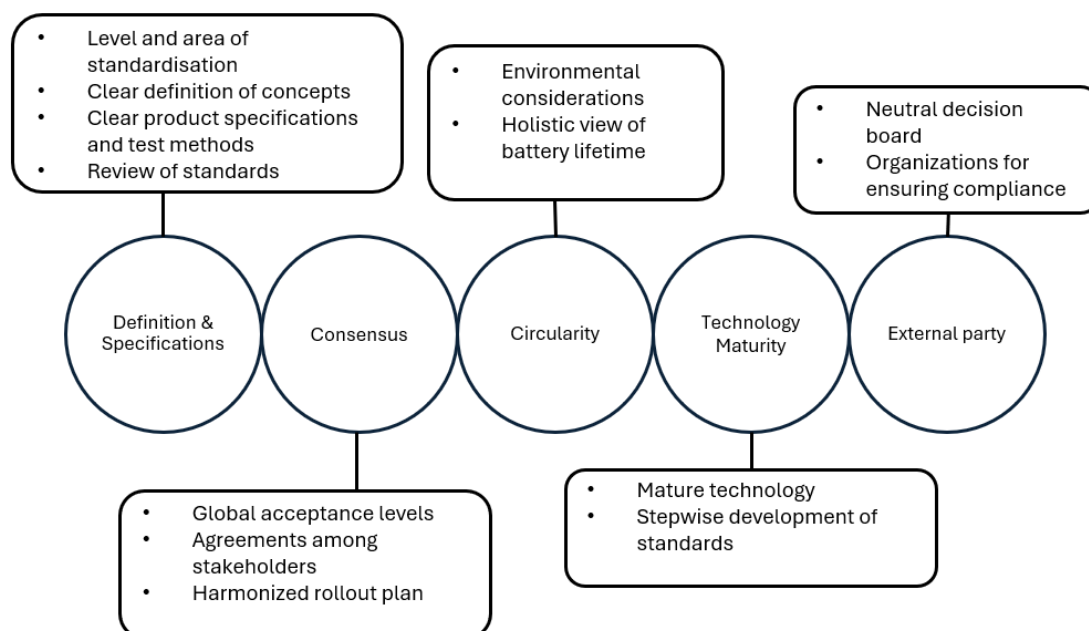 • Level and area of
standardisation
• Clear definition of concepts
• Clear product specifications
and test methods
• Review of standards
• Environmental
considerations
• Holistic view of
battery lifetime
• Neutral decision
board
• Organizations for
ensuring compliance
Definition &
Specifications
Consensus
Circularity
Technology
Maturity
External party
• Global acceptance levels
• Agreements among
stakeholders
• Harmonized rollout plan
• Mature technology
• Stepwise development of
standards